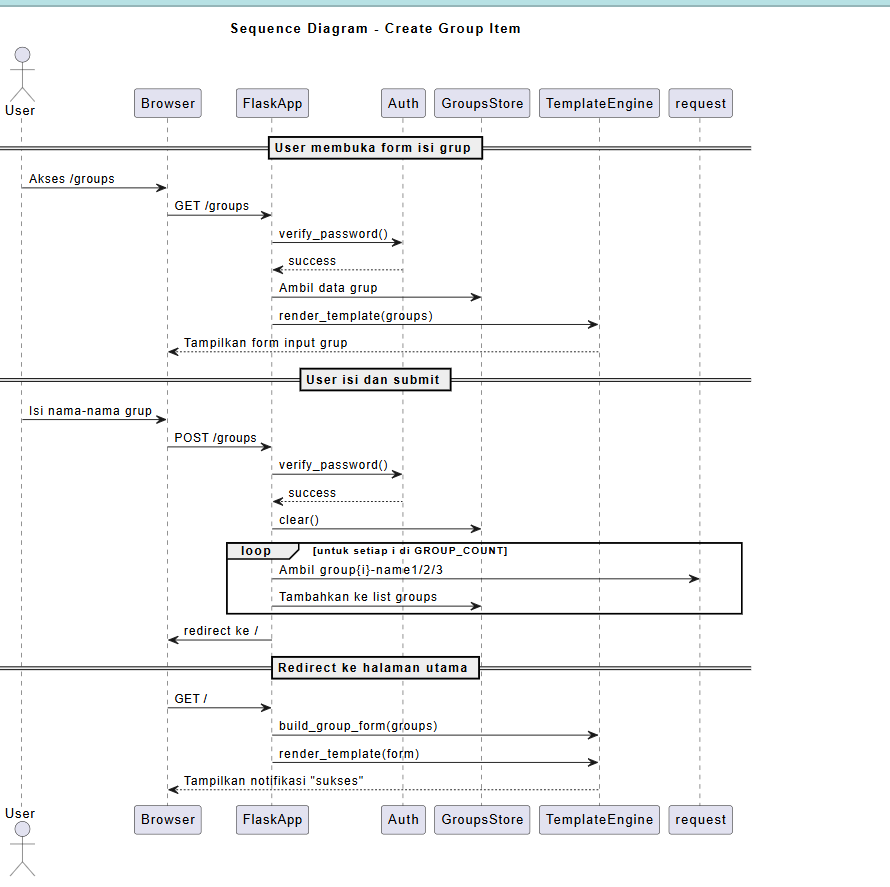 Sequence Diagram - Create Group Item
User
Browser FlaskApp Auth GroupsStore TemplateEngine request
User membuka form isi grup
Akses /groups
GET /groups
verify_password()
success
Ambil data grup
render_template(groups)
Tampilkan form input grup
User isi dan submit
Isi nama-nama grup
POST /groups
verify_password()
success
clear()
loop [untuk setiap i di GROUP_COUNT]
Ambil group{i}-name1/2/3
Tambahkan ke list groups
redirect ke /
Redirect ke halaman utama
GET /
build_group_form(groups)
render_template(form)
Tampilkan notifikasi "sukses"
User
Browser FlaskApp Auth GroupsStore TemplateEngine request